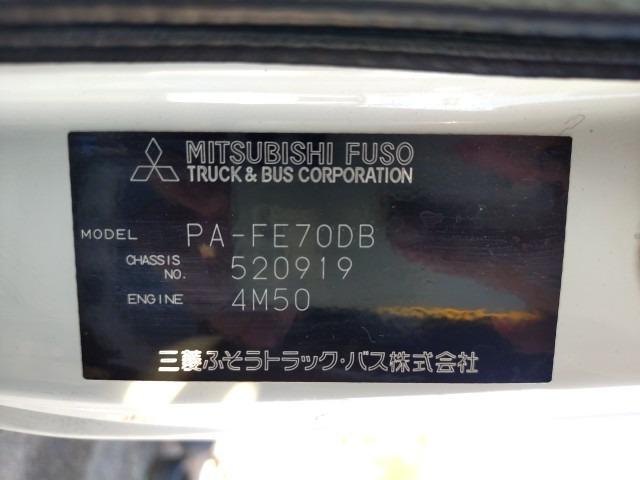 MITSUBISHI FUSO
TRUCK & BUS CORPORATION
MODEL PA-FE70DB
CHASSIS NO. 520919
ENGINE 4M50
三菱ふそうトラック・バス株式会社